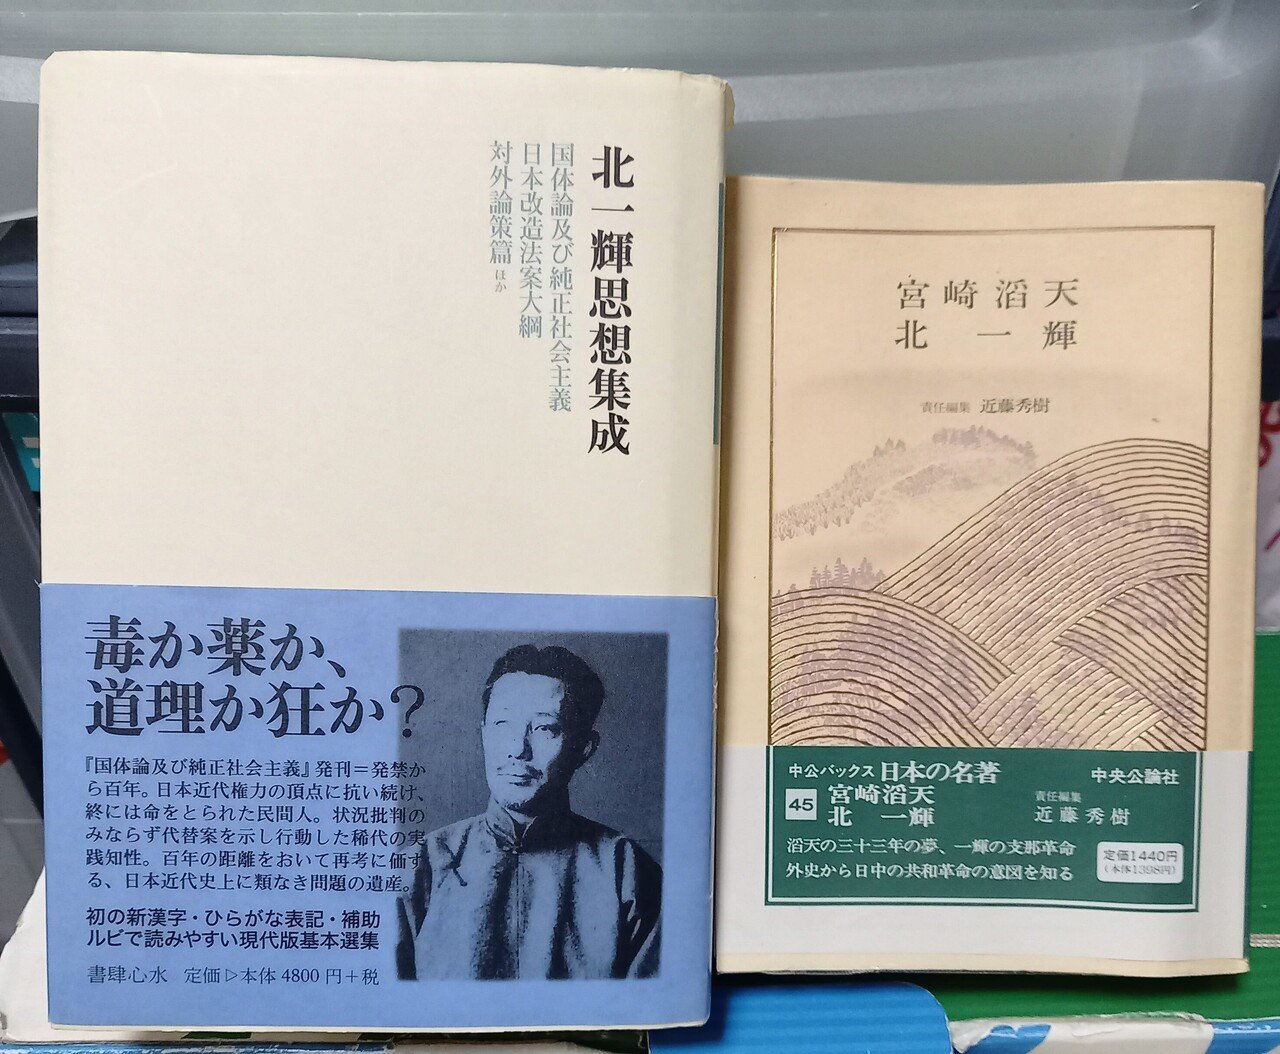 北一輝思想集成
国体論及び純正社会主義
日本改造法案大綱
対外論策篇 ほか
毒か薬か、
道理か狂か?
『国体論及び純正社会主義』発刊＝発禁か
ら百年。日本近代権力の頂点に抗い続け、
終には命をとられた民間人。状況批判の
みならず代替案を示し行動した稀代の実
践知性。百年の距離をおいて再考に価す
る、日本近代史上に類なき問題の遺産。
初の新漢字・ひらがな表記・補助
ルビで読みやすい現代版基本選集
書肆心水 定価▷本体 4800 円＋税
宮崎滔天
北一輝
責任編集 近藤秀樹
中公バックス 日本の名著 中央公論社
45 宮崎滔天
北一輝
責任編集
近藤秀樹
滔天の三十三年の夢、一輝の支那革命
外史から日中の共和革命の意図を知る
定価1440円
(本体1398円)